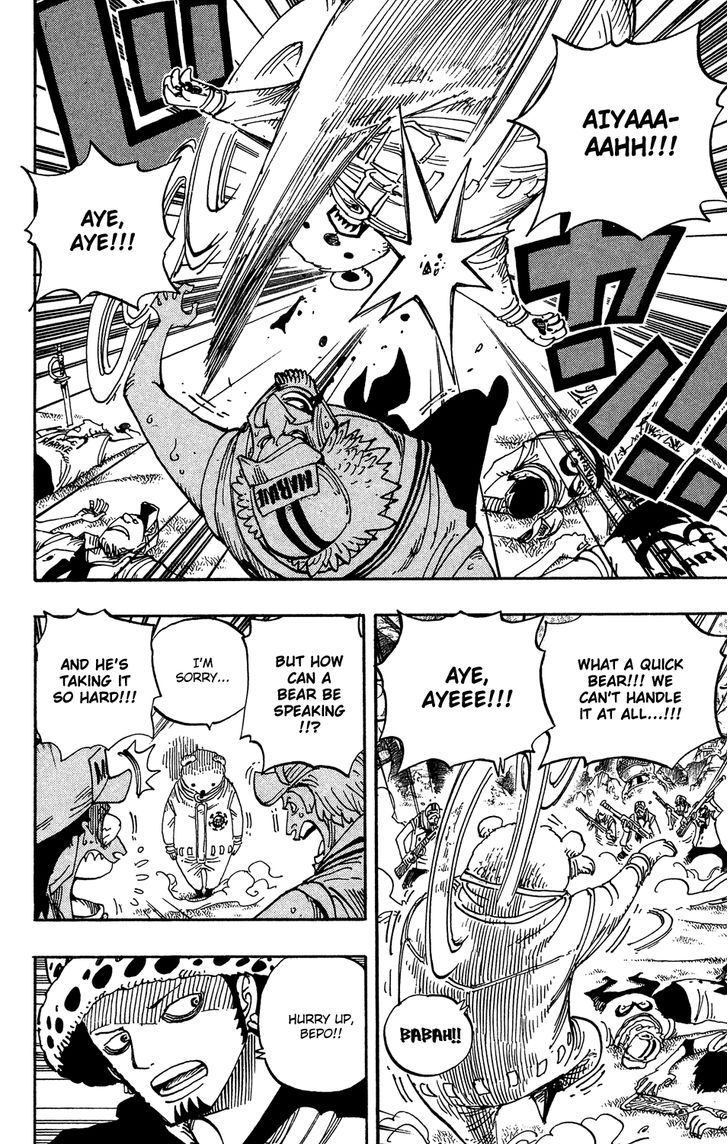 AIYAAA-
AAHH!!!
AYE,
AYE!!!
MARINE
WHAT A QUICK
BEAR!!! WE
CAN'T HANDLE
IT AT ALL...!!!
AYE,
AYEEE!!!
BABAH!!
BUT HOW
CAN A
BEAR BE
SPEAKING
!!?
I'M
SORRY...
AND HE'S
TAKING IT
SO HARD!!!
HURRY UP,
BEPO!!